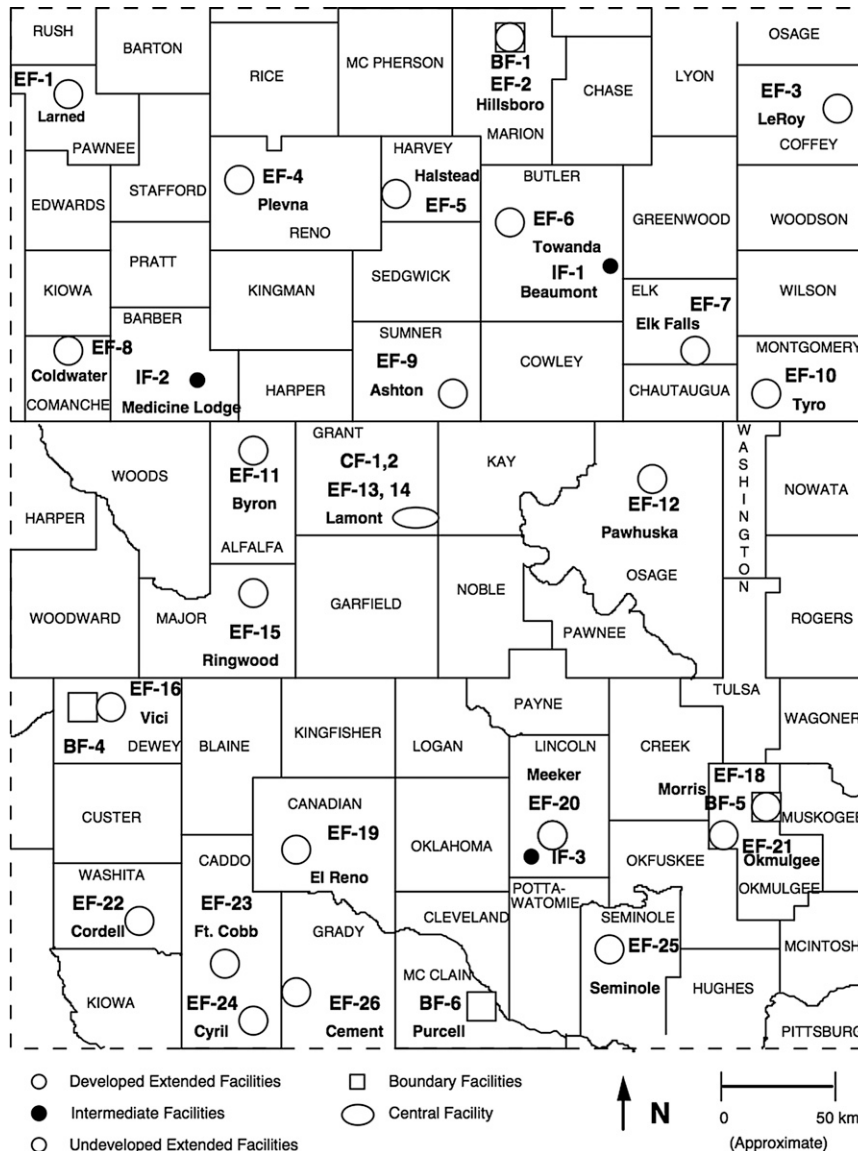 RUSH
BARTON
RICE
MC PHERSON
BF-1
EF-2
Hillsboro
MARION
CHASE
LYON
OSAGE
EF-1
Larned
PAWNEE
EF-3
LeRoy
COFFEY
STAFFORD
EDWARDS
EF-4
Plevna
RENO
HARVEY
Halstead
EF-5
BUTLER
EF-6
Towanda
IF-1
Beaumont
GREENWOOD
WOODSON
PRATT
KIOWA
KINGMAN
SEDGWICK
ELK
EF-7
Elk Falls
WILSON
BARBER
EF-8
Coldwater
COMANCHE
IF-2
Medicine Lodge
HARPER
SUMNER
EF-9
Ashton
COWLEY
CHAUTAUGUA
MONTGOMERY
EF-10
Tyro
WOODS
HARPER
EF-11
Byron
ALFALFA
GRANT
CF-1,2
EF-13, 14
Lamont
KAY
EF-12
Pawhuska
OSAGE
WASHINGTON
NOWATA
WOODWARD
MAJOR
EF-15
Ringwood
GARFIELD
NOBLE
PAWNEE
ROGERS
EF-16
Vici
BF-4
DEWEY
BLAINE
KINGFISHER
LOGAN
PAYNE
TULSA
WAGONER
LINCOLN
Meeker
EF-20
IF-3
CREEK
Morris
EF-18
BF-5
MUSKOGEE
EF-21
Okmulgee
OKMULGEE
CUSTER
CANADIAN
EF-19
El Reno
OKLAHOMA
OKFUSKEE
WASHITA
EF-22
Cordell
CADDO
EF-23
Ft. Cobb
GRADY
CLEVELAND
POTTA-
WATOMIE
SEMINOLE
EF-25
Seminole
MCINTOSH
KIOWA
EF-24
Cyril
EF-26
Cement
MC CLAIN
BF-6
Purcell
HUGHES
PITTSBURG
Developed Extended Facilities
Boundary Facilities
Intermediate Facilities
Central Facility
Undeveloped Extended Facilities
N
0 50 km
(Approximate)